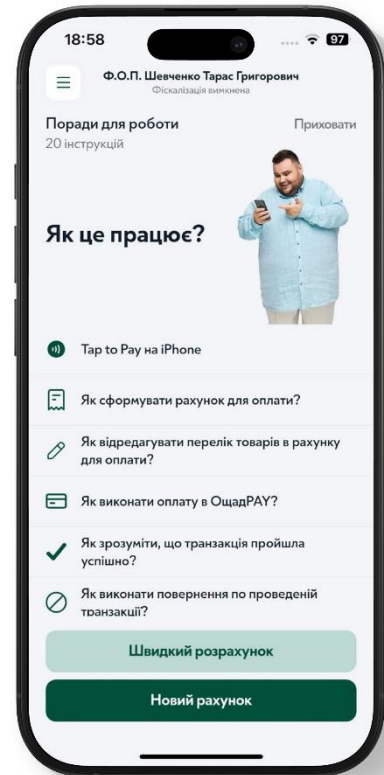 18:58
97
Ф.О.П. Шевченко Тарас Григорович
Фіскалізація вимкнена
Поради для роботи
Приховати
20 інструкцій
Як це працює?
Tap to Pay на iPhone
Як сформувати рахунок для оплати?
Як відредагувати перелік товарів в рахунку
для оплати?
Як виконати оплату в ОщадPAY?
Як зрозуміти, що транзакція пройшла
успішно?
Як виконати повернення по проведеній
транзакції?
Швидкий розрахунок
Новий рахунок